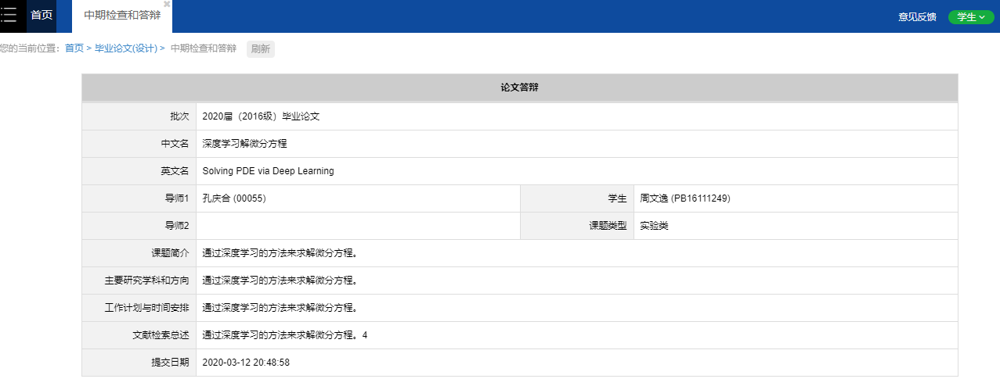 首页 中期检查和答辩 意见反馈 学生
您的当前位置：首页 > 毕业论文(设计) > 中期检查和答辩 刷新
论文答辩
批次 2020届（2016级）毕业论文
中文名 深度学习解微分方程
英文名 Solving PDE via Deep Learning
导师1 孔庆合 (00055) 学生 周文逸 (PB16111249)
导师2 课题类型 实验类
课题简介 通过深度学习的方法来求解微分方程。
主要研究学科和方向 通过深度学习的方法来求解微分方程。
工作计划与时间安排 通过深度学习的方法来求解微分方程。
文献检索总述 通过深度学习的方法来求解微分方程。4
提交日期 2020-03-12 20:48:58